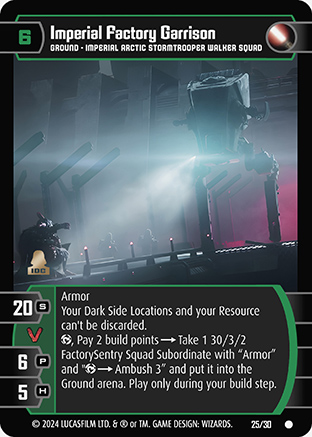 6
Imperial Factory Garrison
GROUND - IMPERIAL ARCTIC STORMTROOPER WALKER SQUAD
IDC
20 S
V
6 P
5 H
Armor
Your Dark Side Locations and your Resource
can't be discarded.
, Pay 2 build points → Take 1 30/3/2
FactorySentry Squad Subordinate with “Armor”
and “ → Ambush 3” and put it into the
Ground arena. Play only during your build step.
© 2024 LUCASFILM LTD. & ® OR TM. GAME DESIGN: WIZARDS. 25/30